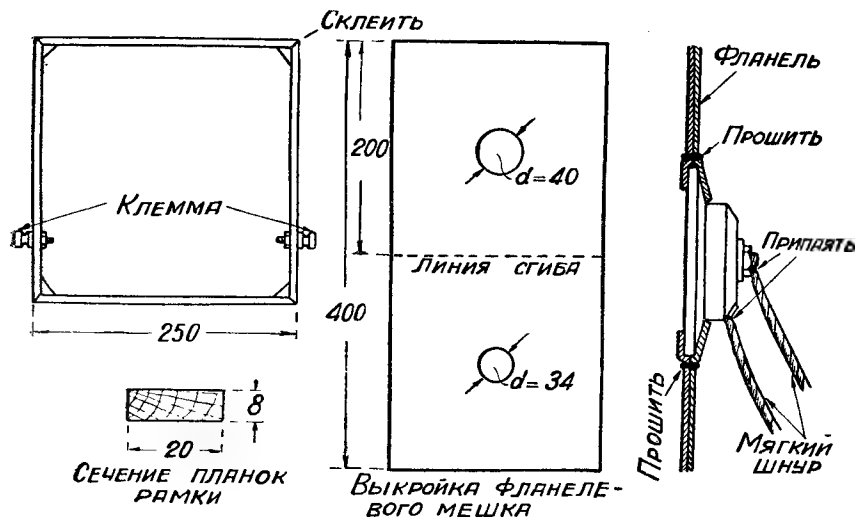 Склеить
Клемма
250
8
20
Сечение планок
рамки
200
400
d=40
Линия сгиба
d=34
Выкройка фланеле-
вого мешка
Фланель
Прошить
Припаять
Прошить
Мягкий
шнур